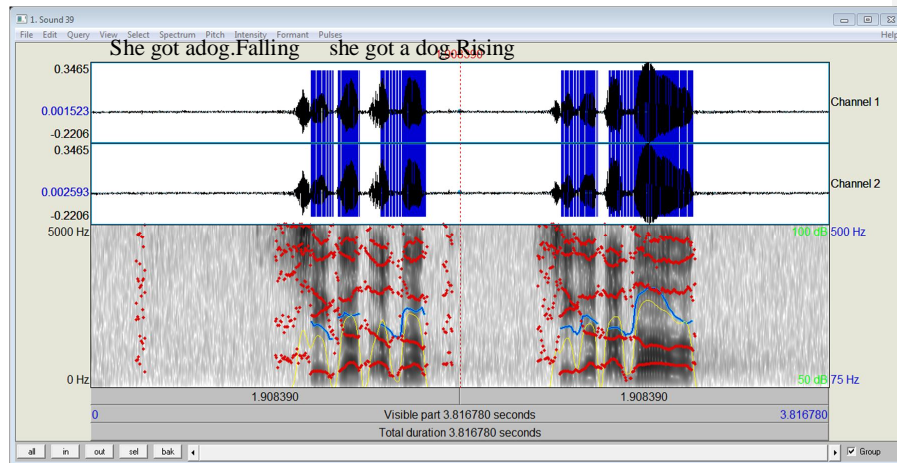 1. Sound 39
File Edit Query View Select Spectrum Pitch Intensity Formant Pulses Help
She got adog.Falling she got a dog.Rising
1.908390
0.3465
0.001523
-0.2206
Channel 1
0.3465
0.002593
-0.2206
Channel 2
5000 Hz 100 dB 500 Hz
0 Hz 50 dB 75 Hz
1.908390 1.908390
0 Visible part 3.816780 seconds 3.816780
Total duration 3.816780 seconds
all in out sel bak Group